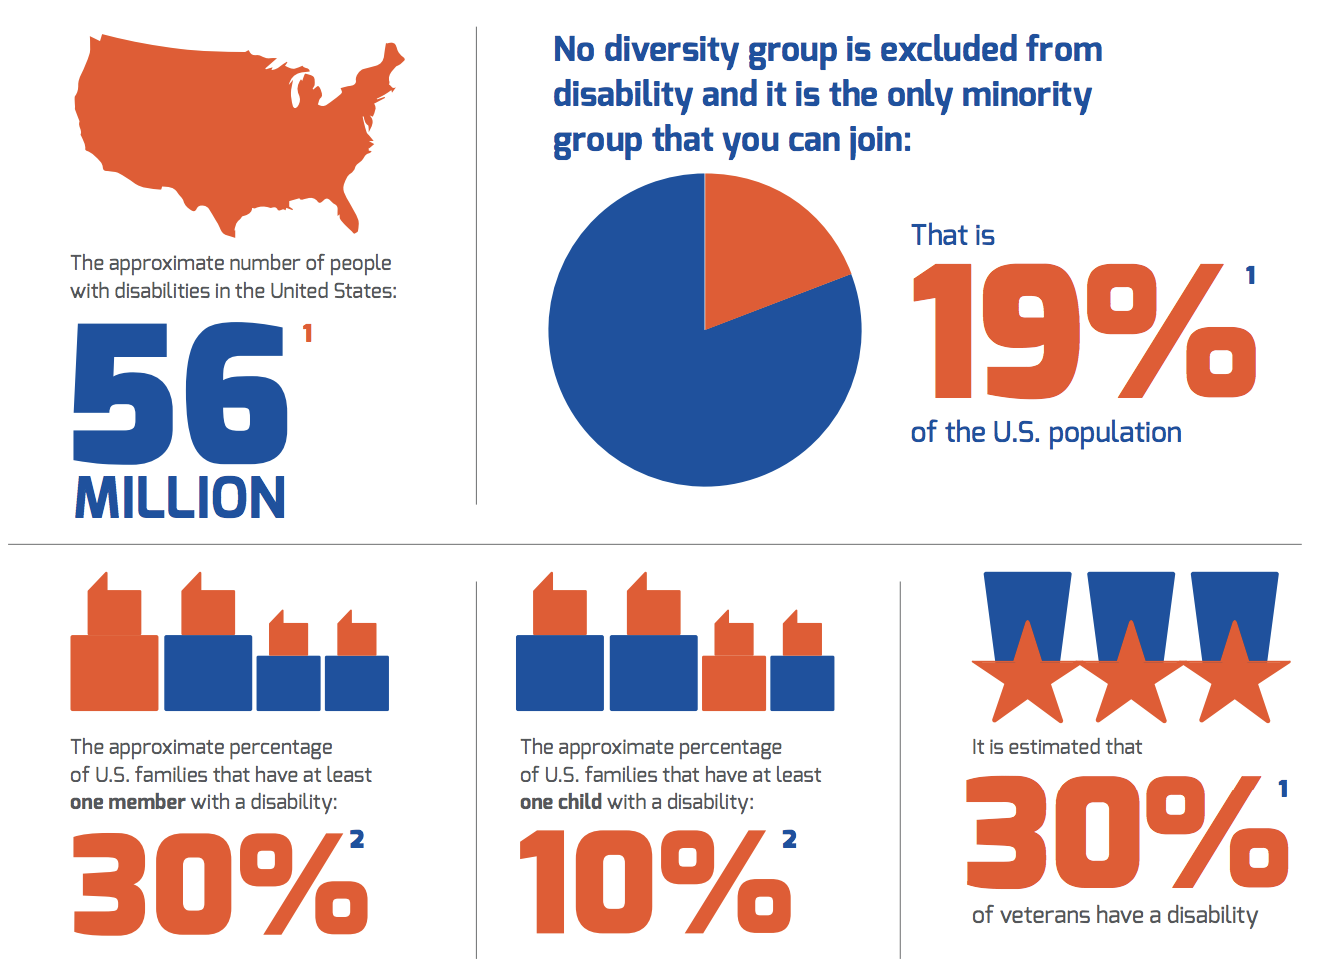 The approximate number of people
with disabilities in the United States:
56 1
MILLION
No diversity group is excluded from
disability and it is the only minority
group that you can join:
That is
19% 1
of the U.S. population
The approximate percentage
of U.S. families that have at least
one member with a disability:
30% 2
The approximate percentage
of U.S. families that have at least
one child with a disability:
10% 2
It is estimated that
30% 1
of veterans have a disability